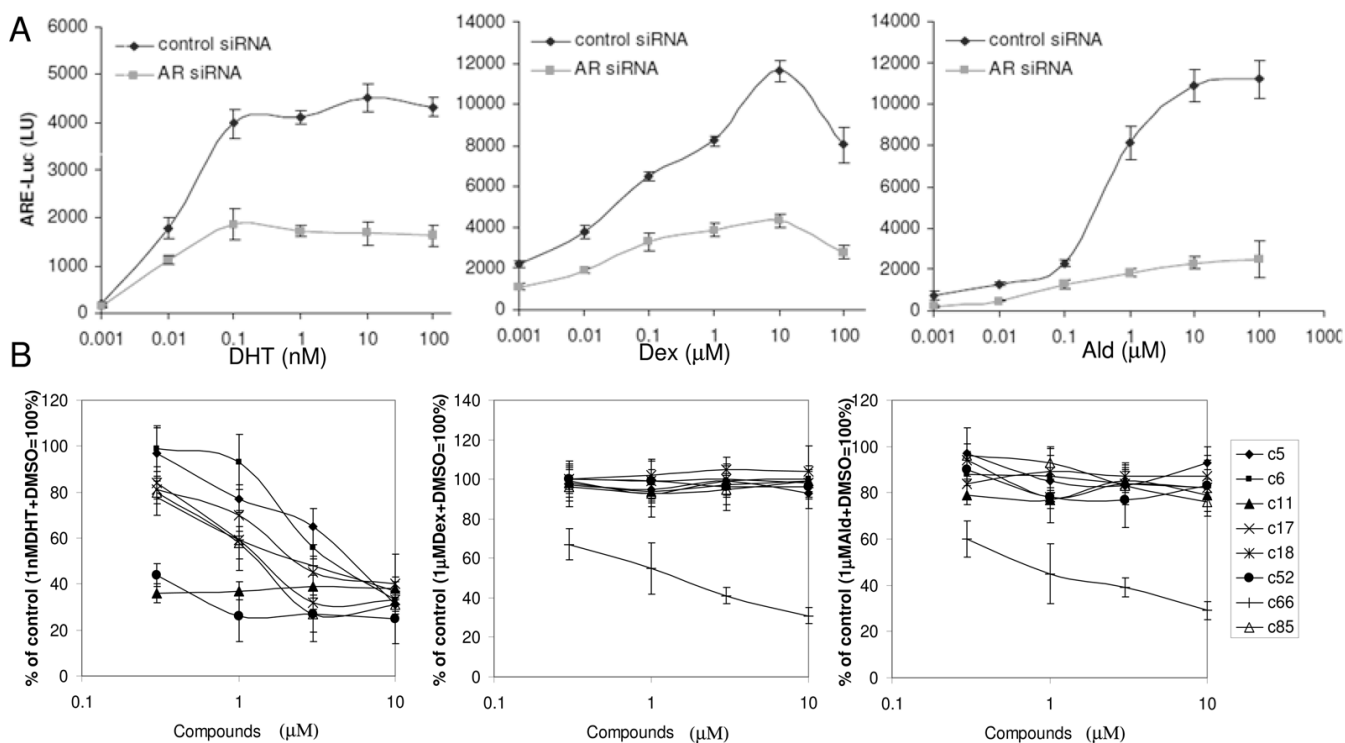 A
ARE-Luc (LU)
6000
5000
4000
3000
2000
1000
0
control siRNA
AR siRNA
0.001 0.01 0.1 1 10 100
DHT (nM)
14000
12000
10000
8000
6000
4000
2000
0
control siRNA
AR siRNA
0.001 0.01 0.1 1 10 100
Dex (μM)
14000
12000
10000
8000
6000
4000
2000
0
control siRNA
AR siRNA
0.001 0.01 0.1 1 10 100 1000
Ald (μM)
B
% of control (1nMDHT+DMSO=100%)
120
100
80
60
40
20
0
0.1 1 10
Compounds (μM)
% of control (1μMDex+DMSO=100%)
140
120
100
80
60
40
20
0
0.1 1 10
Compounds (μM)
% of control (1μMAld+DMSO=100%)
120
100
80
60
40
20
0
0.1 1 10
Compounds (μM)
c5
c6
c11
c17
c18
c52
c66
c85